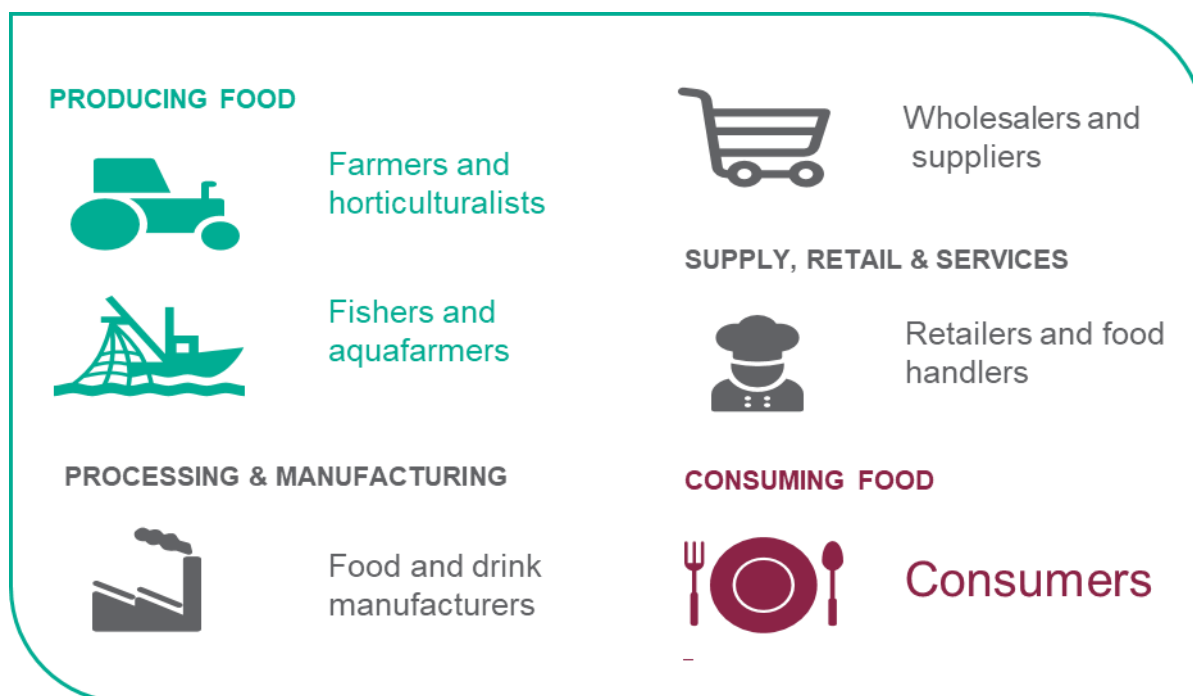 PRODUCING FOOD
Farmers and
horticulturalists
Fishers and
aquafarmers
PROCESSING & MANUFACTURING
Food and drink
manufacturers
Wholesalers and
suppliers
SUPPLY, RETAIL & SERVICES
Retailers and food
handlers
CONSUMING FOOD
Consumers